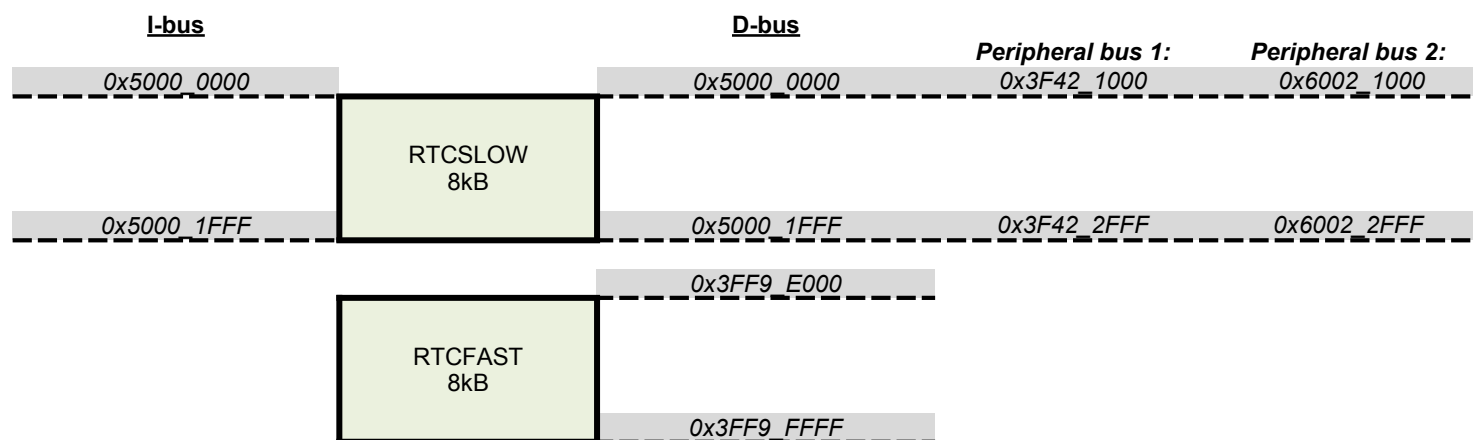 I-bus D-bus
Peripheral bus 1: Peripheral bus 2:
0x5000_0000 0x5000_0000 0x3F42_1000 0x6002_1000
RTCSLOW
8kB
0x5000_1FFF 0x5000_1FFF 0x3F42_2FFF 0x6002_2FFF
0x3FF9_E000
RTCFAST
8kB
0x3FF9_FFFF